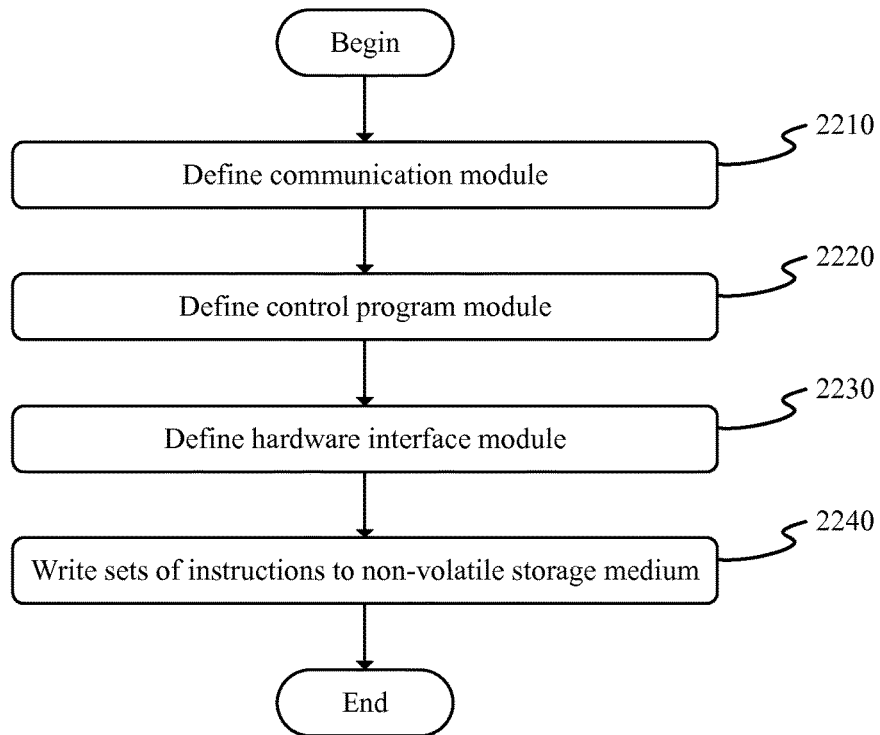 Begin
2210
Define communication module
2220
Define control program module
2230
Define hardware interface module
2240
Write sets of instructions to non-volatile storage medium
End